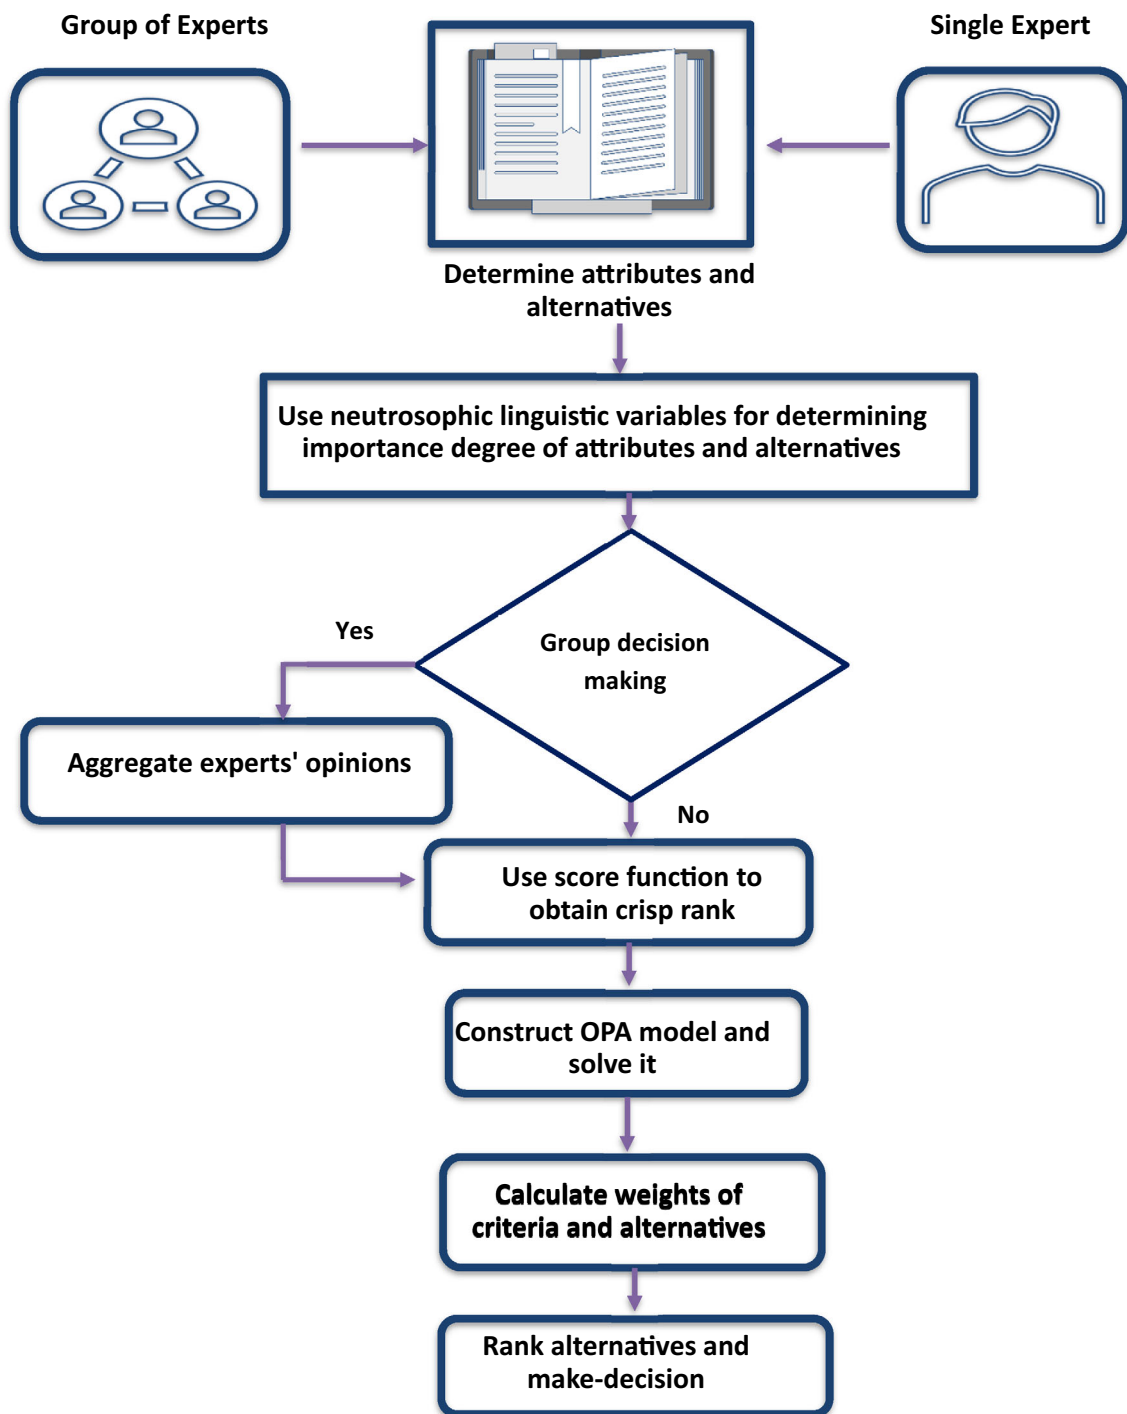 Group of Experts
Single Expert
Determine attributes and
alternatives
Use neutrosophic linguistic variables for determining
importance degree of attributes and alternatives
Group decision
making
Yes
Aggregate experts' opinions
No
Use score function to
obtain crisp rank
Construct OPA model and
solve it
Calculate weights of
criteria and alternatives
Rank alternatives and
make-decision